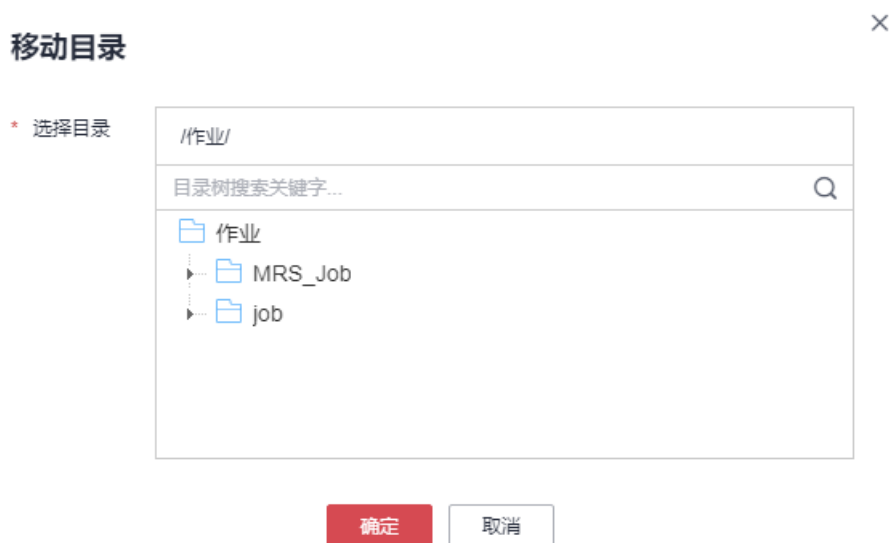 移动目录
* 选择目录
/作业/
目录树搜索关键字...
作业
MRS_Job
job
确定
取消